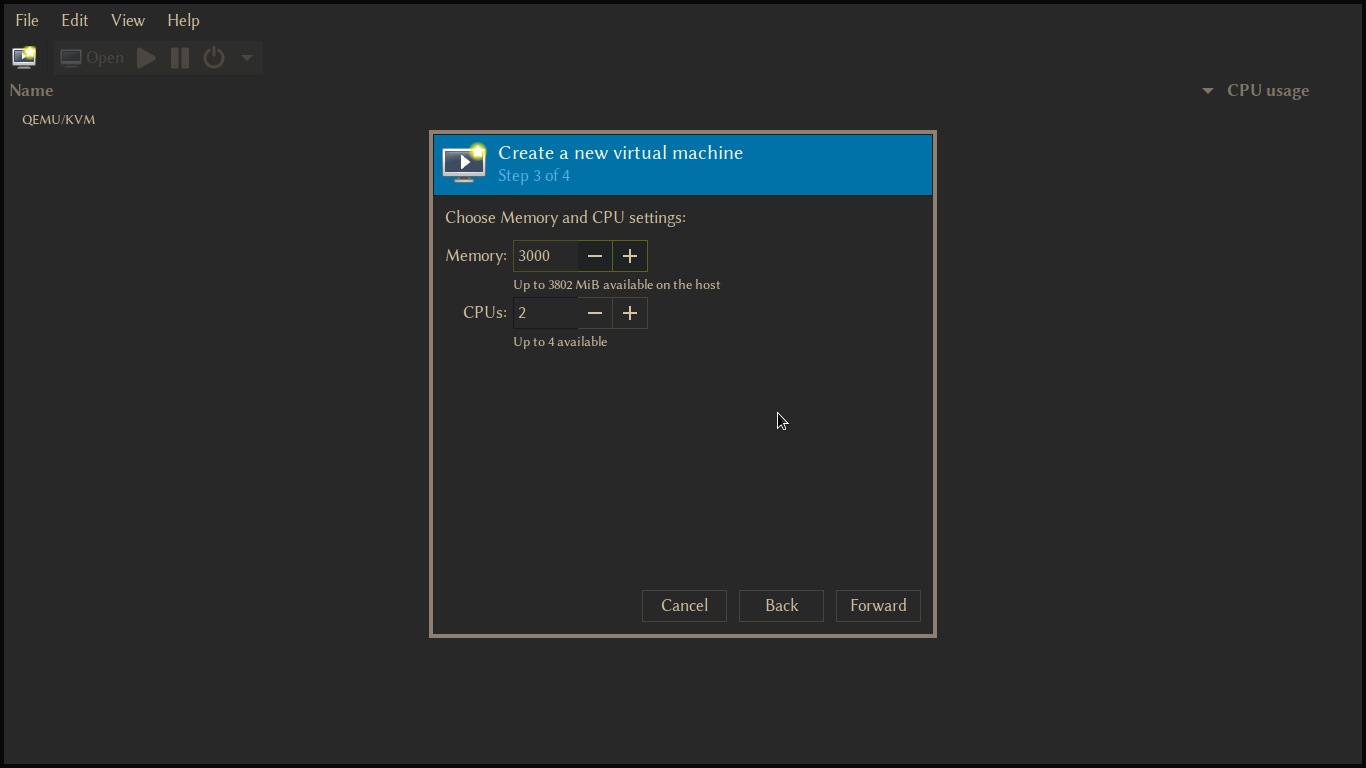 File Edit View Help
Open
Name CPU usage
QEMU/KVM
Create a new virtual machine
Step 3 of 4
Choose Memory and CPU settings:
Memory: 3000
Up to 3802 MiB available on the host
CPUs: 2
Up to 4 available
Cancel Back Forward